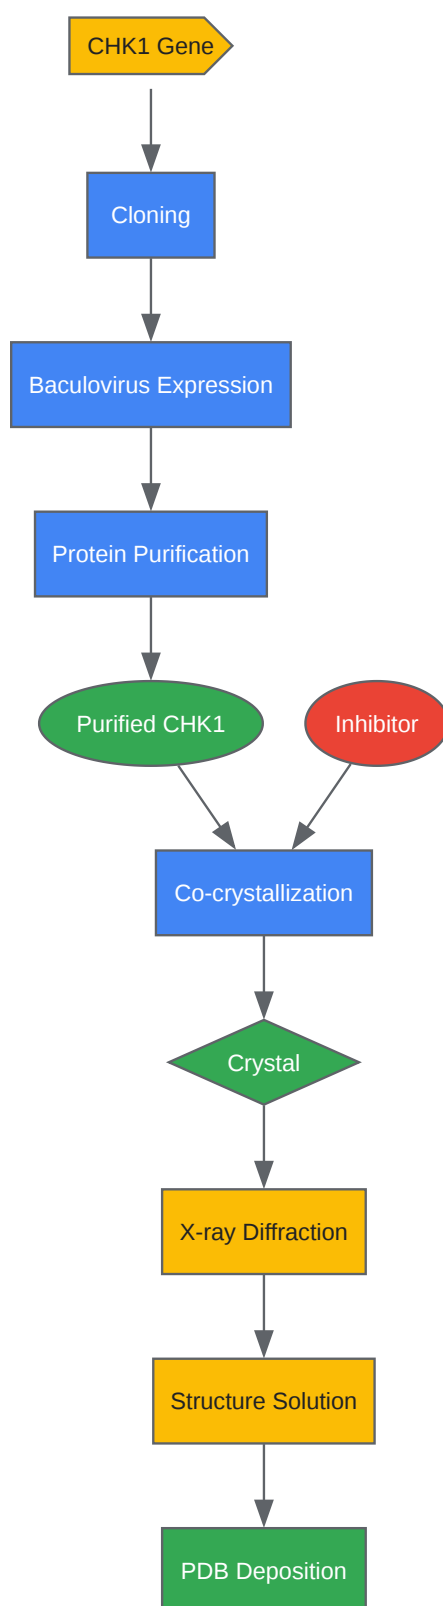 CHK1 Gene
Cloning
Baculovirus Expression
Protein Purification
Purified CHK1
Inhibitor
Co-crystallization
Crystal
X-ray Diffraction
Structure Solution
PDB Deposition